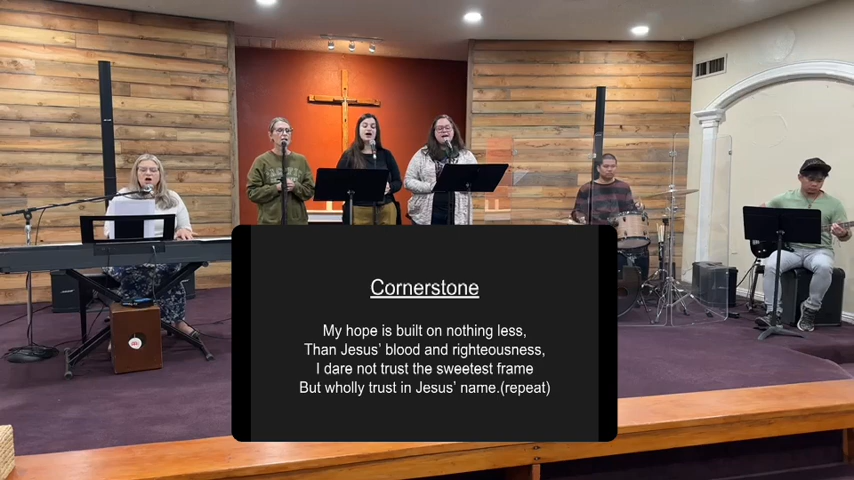 Cornerstone
My hope is built on nothing less,
Than Jesus' blood and righteousness,
I dare not trust the sweetest frame
But wholly trust in Jesus' name.(repeat)